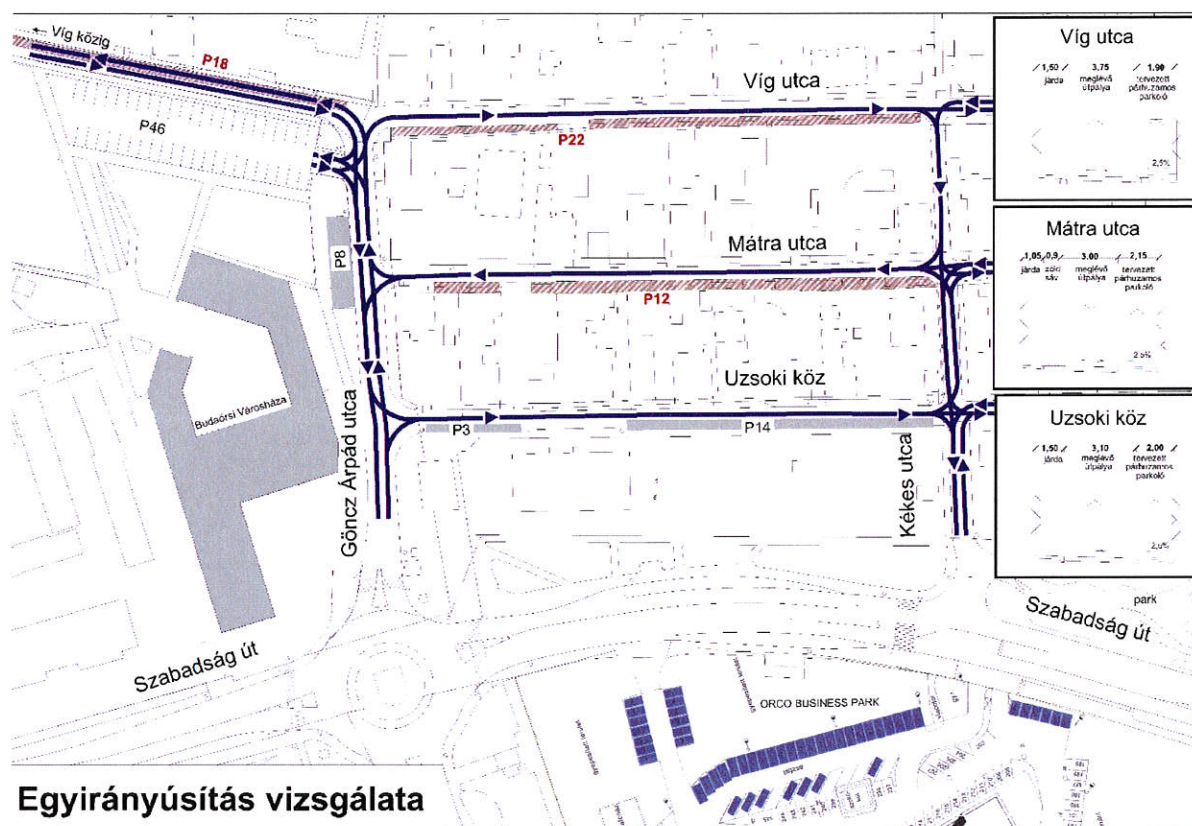 ← Víg közig
P18
P46
P8
Víg utca
P22
Mátra utca
P12
Uzsoki köz
P3
P14
Budaörsi Városháza
Göncz Árpád utca
Kékes utca
Szabadság út
Szabadság út
park
ORCO BUSINESS PARK
Víg utca
1,50 3,75 1,90
járda meglévő tervezett
útpálya párhuzamos
parkoló
2,5%
Mátra utca
1,05 0,9 3,00 2,15
járda zöld meglévő tervezett
sáv útpálya párhuzamos
parkoló
2,5%
Uzsoki köz
1,50 3,10 2,00
járda meglévő tervezett
útpálya párhuzamos
parkoló
2,5%
Egyirányúsítás vizsgálata